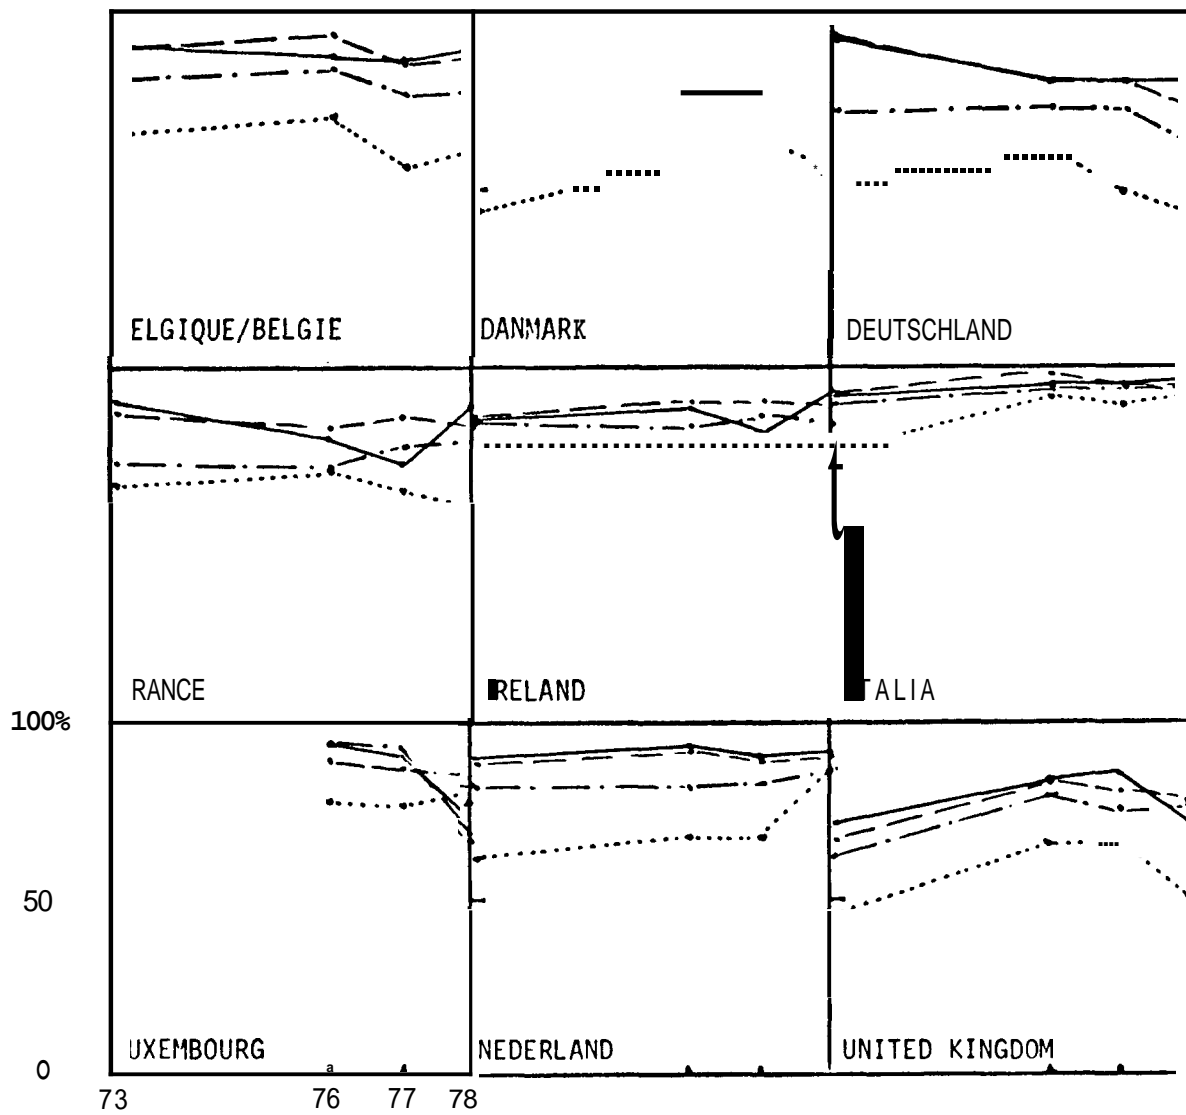 ELGIQUE/BELGIE DANMARK DEUTSCHLAND
RANCE RELAND TALIA
100%
50
UXEMBOURG NEDERLAND UNITED KINGDOM
0
a
73 76 77 78